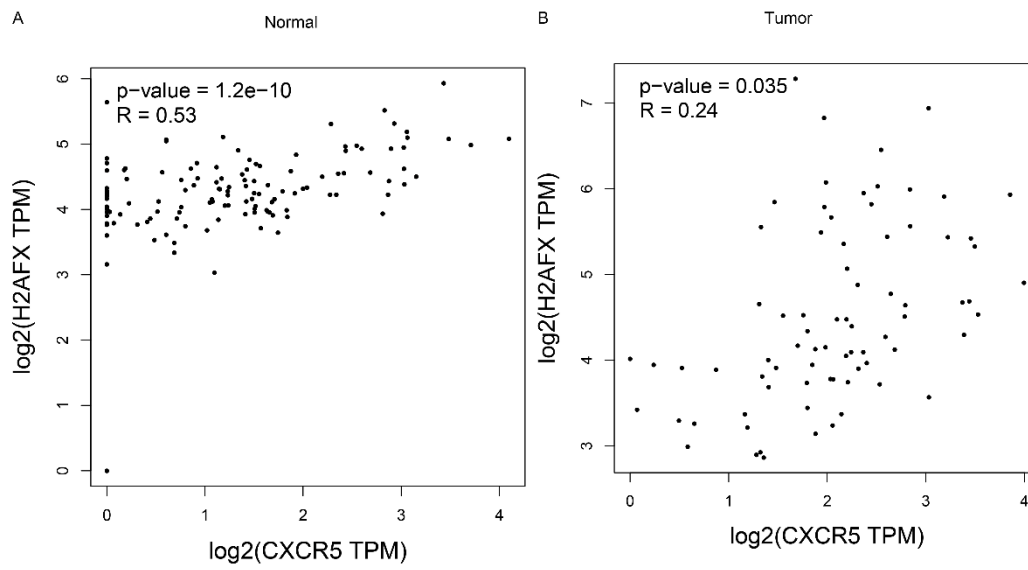 A
Normal
p-value = 1.2e-10
R = 0.53
log2(H2AFX TPM)
6
5
4
3
2
1
0
0 1 2 3 4
log2(CXCR5 TPM)
B
Tumor
p-value = 0.035
R = 0.24
log2(H2AFX TPM)
7
6
5
4
3
0 1 2 3 4
log2(CXCR5 TPM)